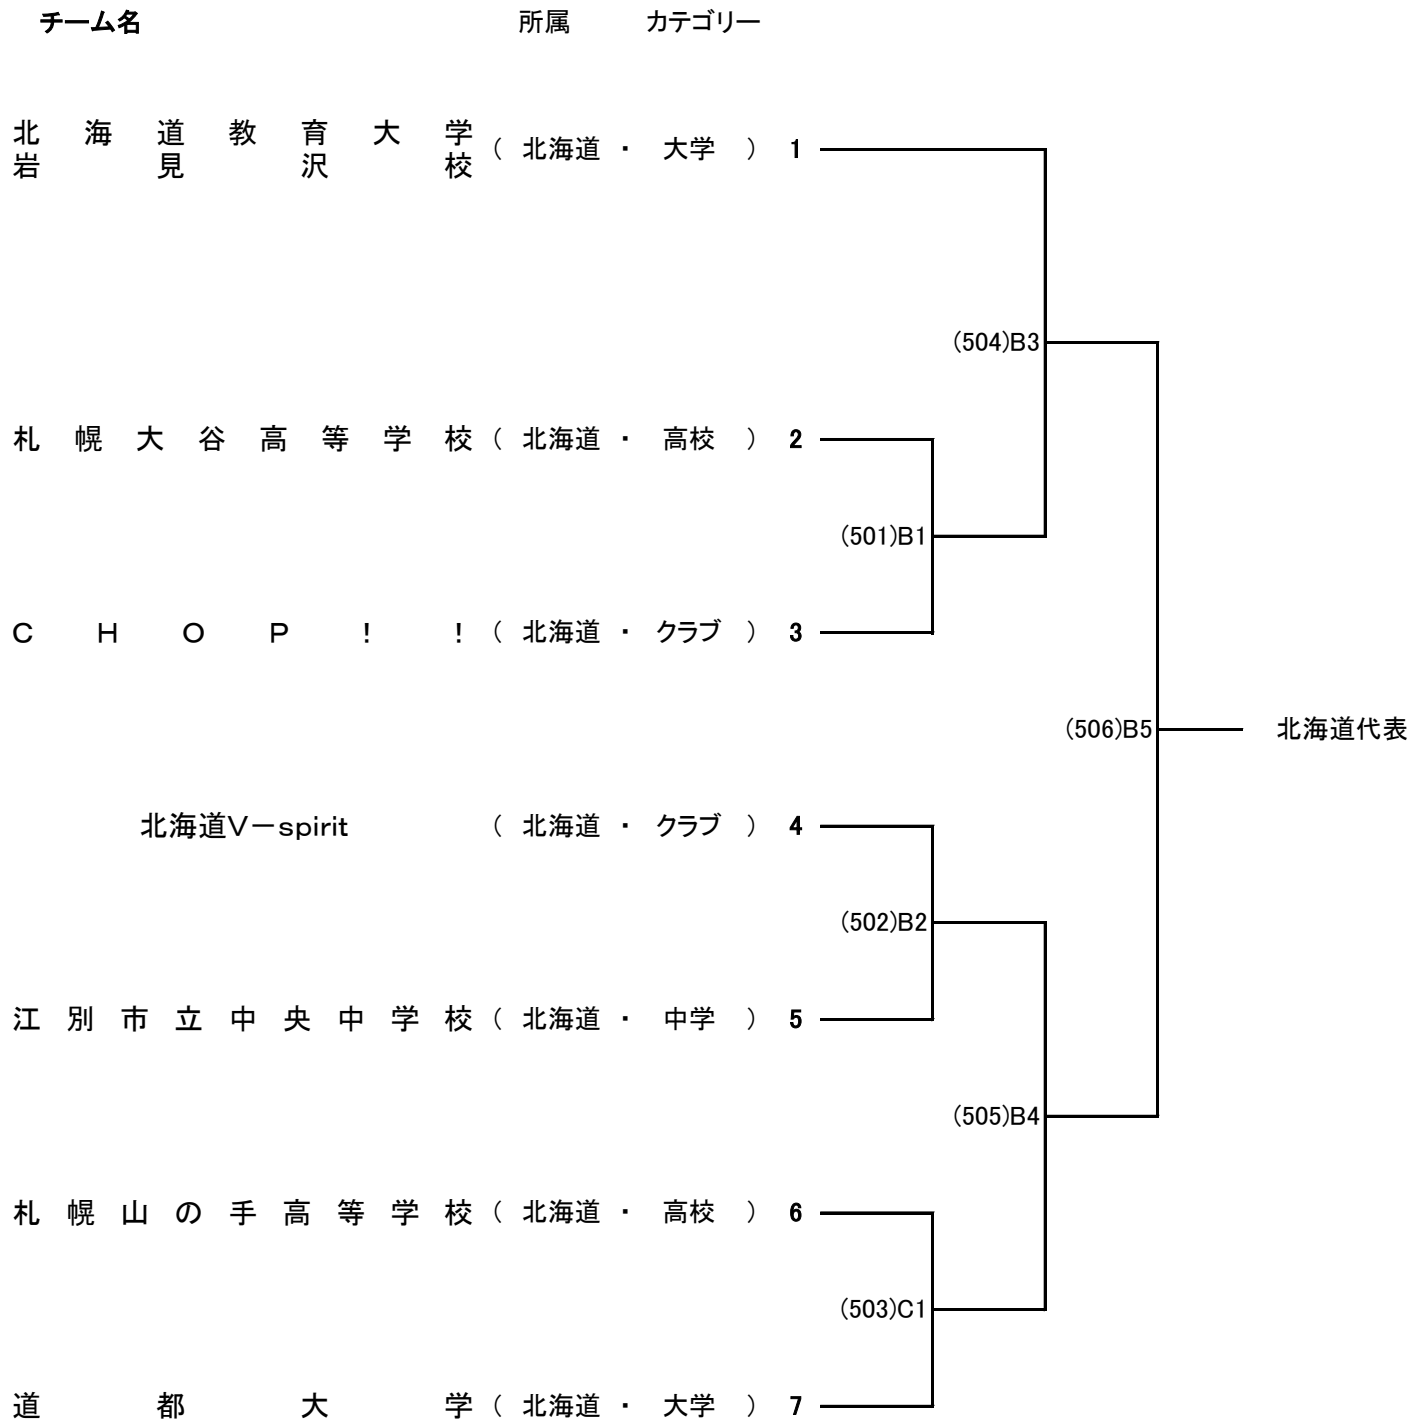 チーム名 所属 カテゴリー
北海道教育大学
岩見沢校 ( 北海道 ・ 大学 ) 1
(504)B3
札幌大谷高等学校 ( 北海道 ・ 高校 ) 2
(501)B1
CHOP!! ( 北海道 ・ クラブ ) 3
(506)B5 北海道代表
北海道V－spirit ( 北海道 ・ クラブ ) 4
(502)B2
江別市立中央中学校 ( 北海道 ・ 中学 ) 5
(505)B4
札幌山の手高等学校 ( 北海道 ・ 高校 ) 6
(503)C1
道都大学 ( 北海道 ・ 大学 ) 7